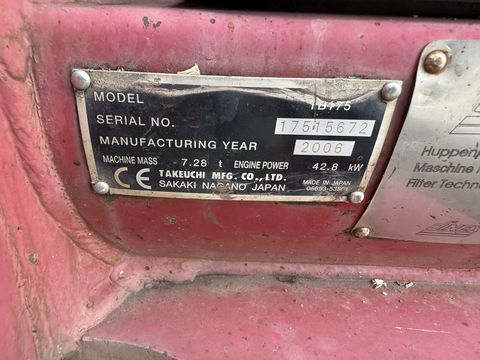 MODEL TB175
SERIAL NO. 17515672
MANUFACTURING YEAR 2006
MACHINE MASS 7.28 t ENGINE POWER 42.8 kW
CE TAKEUCHI MFG. CO., LTD.
SAKAKI NAGANO JAPAN
MADE IN JAPAN
Huppen
Maschine
Filter Techn